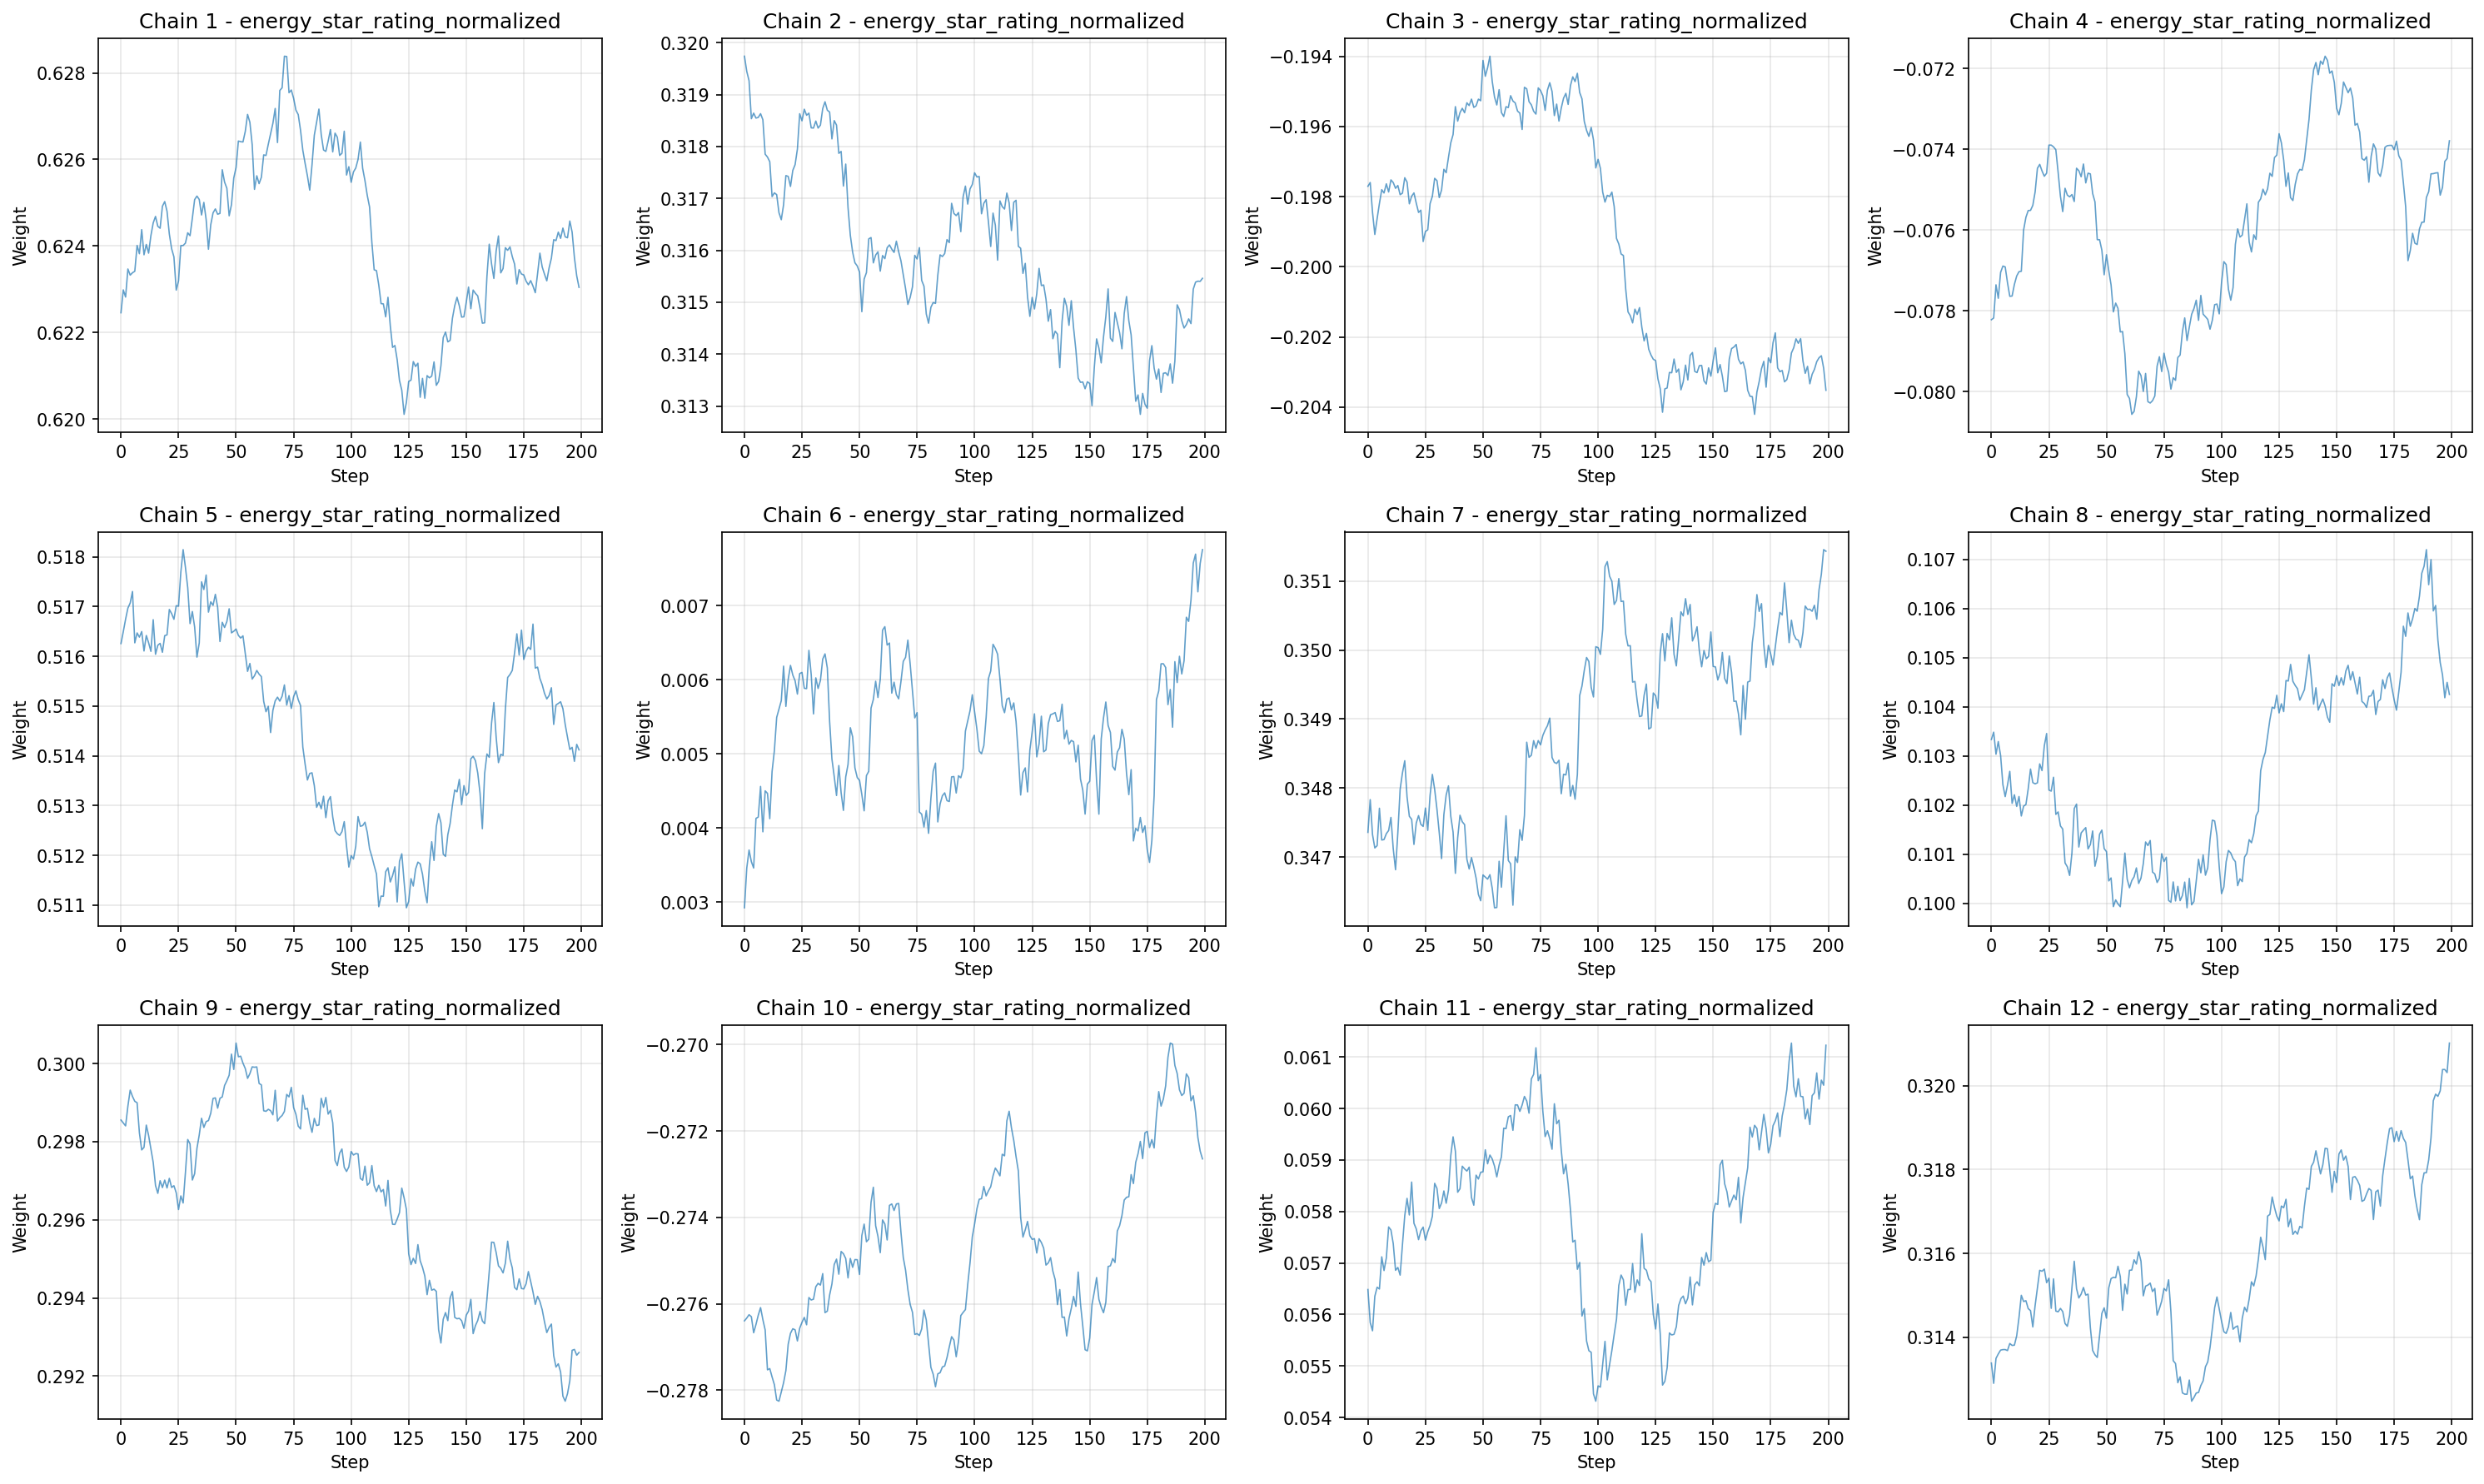 Chain 1 - energy_star_rating_normalized
Weight
0.628
0.626
0.624
0.622
0.620
0 25 50 75 100 125 150 175 200
Step
Chain 2 - energy_star_rating_normalized
Weight
0.320
0.319
0.318
0.317
0.316
0.315
0.314
0.313
0 25 50 75 100 125 150 175 200
Step
Chain 3 - energy_star_rating_normalized
Weight
−0.194
−0.196
−0.198
−0.200
−0.202
−0.204
0 25 50 75 100 125 150 175 200
Step
Chain 4 - energy_star_rating_normalized
Weight
−0.072
−0.074
−0.076
−0.078
−0.080
0 25 50 75 100 125 150 175 200
Step
Chain 5 - energy_star_rating_normalized
Weight
0.518
0.517
0.516
0.515
0.514
0.513
0.512
0.511
0 25 50 75 100 125 150 175 200
Step
Chain 6 - energy_star_rating_normalized
Weight
0.007
0.006
0.005
0.004
0.003
0 25 50 75 100 125 150 175 200
Step
Chain 7 - energy_star_rating_normalized
Weight
0.351
0.350
0.349
0.348
0.347
0 25 50 75 100 125 150 175 200
Step
Chain 8 - energy_star_rating_normalized
Weight
0.107
0.106
0.105
0.104
0.103
0.102
0.101
0.100
0 25 50 75 100 125 150 175 200
Step
Chain 9 - energy_star_rating_normalized
Weight
0.300
0.298
0.296
0.294
0.292
0 25 50 75 100 125 150 175 200
Step
Chain 10 - energy_star_rating_normalized
Weight
−0.270
−0.272
−0.274
−0.276
−0.278
0 25 50 75 100 125 150 175 200
Step
Chain 11 - energy_star_rating_normalized
Weight
0.061
0.060
0.059
0.058
0.057
0.056
0.055
0.054
0 25 50 75 100 125 150 175 200
Step
Chain 12 - energy_star_rating_normalized
Weight
0.320
0.318
0.316
0.314
0 25 50 75 100 125 150 175 200
Step